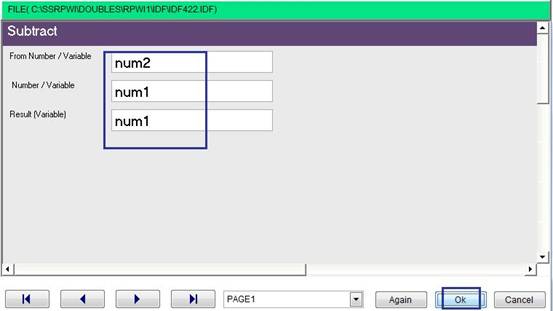 FILE( C:\SSRPWI\DOUBLES\RPWI1\IDF\IDF422.IDF)
Subtract
From Number / Variable num2
Number / Variable num1
Result (Variable) num1
PAGE1 Again Ok Cancel